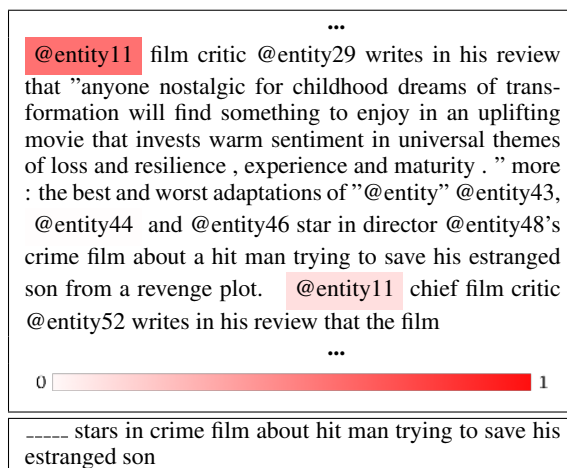 ...
@entity11 film critic @entity29 writes in his review
that ”anyone nostalgic for childhood dreams of trans-
formation will find something to enjoy in an uplifting
movie that invests warm sentiment in universal themes
of loss and resilience , experience and maturity . ” more
: the best and worst adaptations of ”@entity” @entity43,
@entity44 and @entity46 star in director @entity48’s
crime film about a hit man trying to save his estranged
son from a revenge plot. @entity11 chief film critic
@entity52 writes in his review that the film
...
0 1
_____ stars in crime film about hit man trying to save his
estranged son